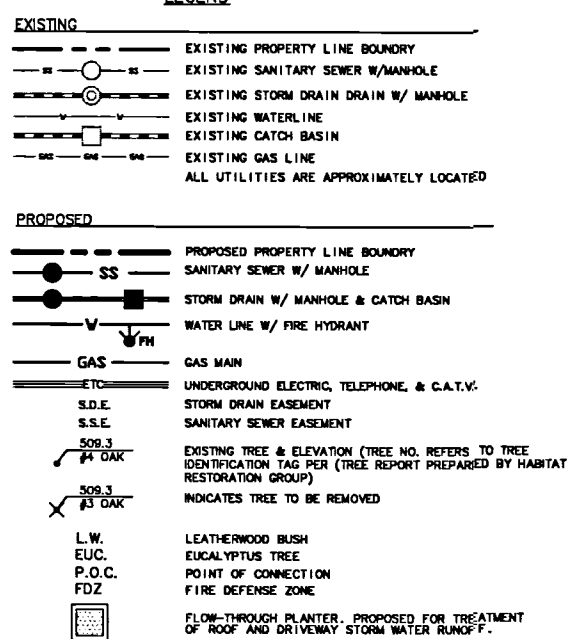 LEGEND
EXISTING
EXISTING PROPERTY LINE BOUNDRY
SS SS EXISTING SANITARY SEWER W/MANHOLE
EXISTING STORM DRAIN DRAIN W/ MANHOLE
W W EXISTING WATERLINE
EXISTING CATCH BASIN
GAS GAS GAS EXISTING GAS LINE
ALL UTILITIES ARE APPROXIMATELY LOCATED
PROPOSED
PROPOSED PROPERTY LINE BOUNDRY
SS SANITARY SEWER W/ MANHOLE
STORM DRAIN W/ MANHOLE & CATCH BASIN
W FH WATER LINE W/ FIRE HYDRANT
GAS GAS MAIN
ETC UNDERGROUND ELECTRIC, TELEPHONE, & C.A.T.V.
S.D.E. STORM DRAIN EASEMENT
S.S.E. SANITARY SEWER EASEMENT
509.3
#4 OAK
EXISTING TREE & ELEVATION (TREE NO. REFERS TO TREE
IDENTIFICATION TAG PER (TREE REPORT PREPARED BY HABITAT
RESTORATION GROUP)
509.3
#3 OAK
INDICATES TREE TO BE REMOVED
L.W. LEATHERWOOD BUSH
EUC. EUCALYPTUS TREE
P.O.C. POINT OF CONNECTION
FDZ FIRE DEFENSE ZONE
FLOW-THROUGH PLANTER. PROPOSED FOR TREATMENT
OF ROOF AND DRIVEWAY STORM WATER RUNOFF.